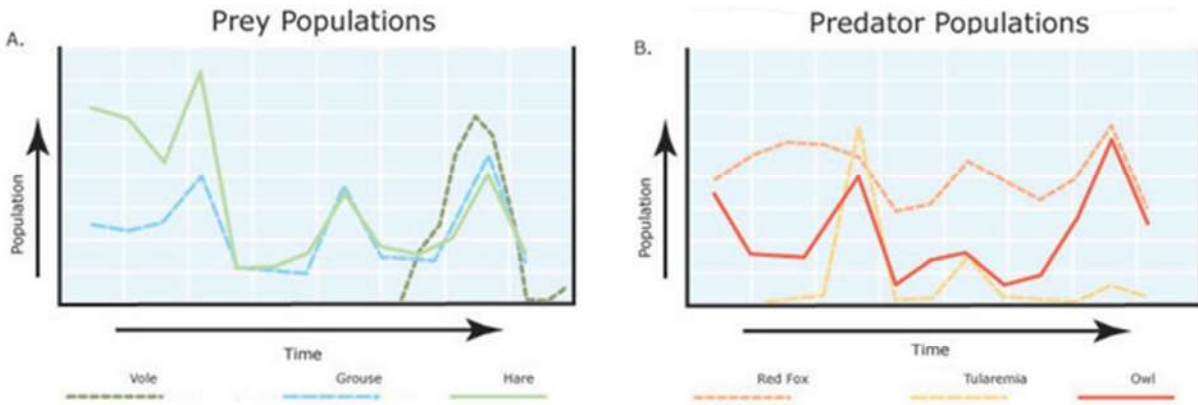 Prey Populations
A.
Population
Time
Vole Grouse Hare
Predator Populations
B.
Population
Time
Red Fox Tularemia Owl